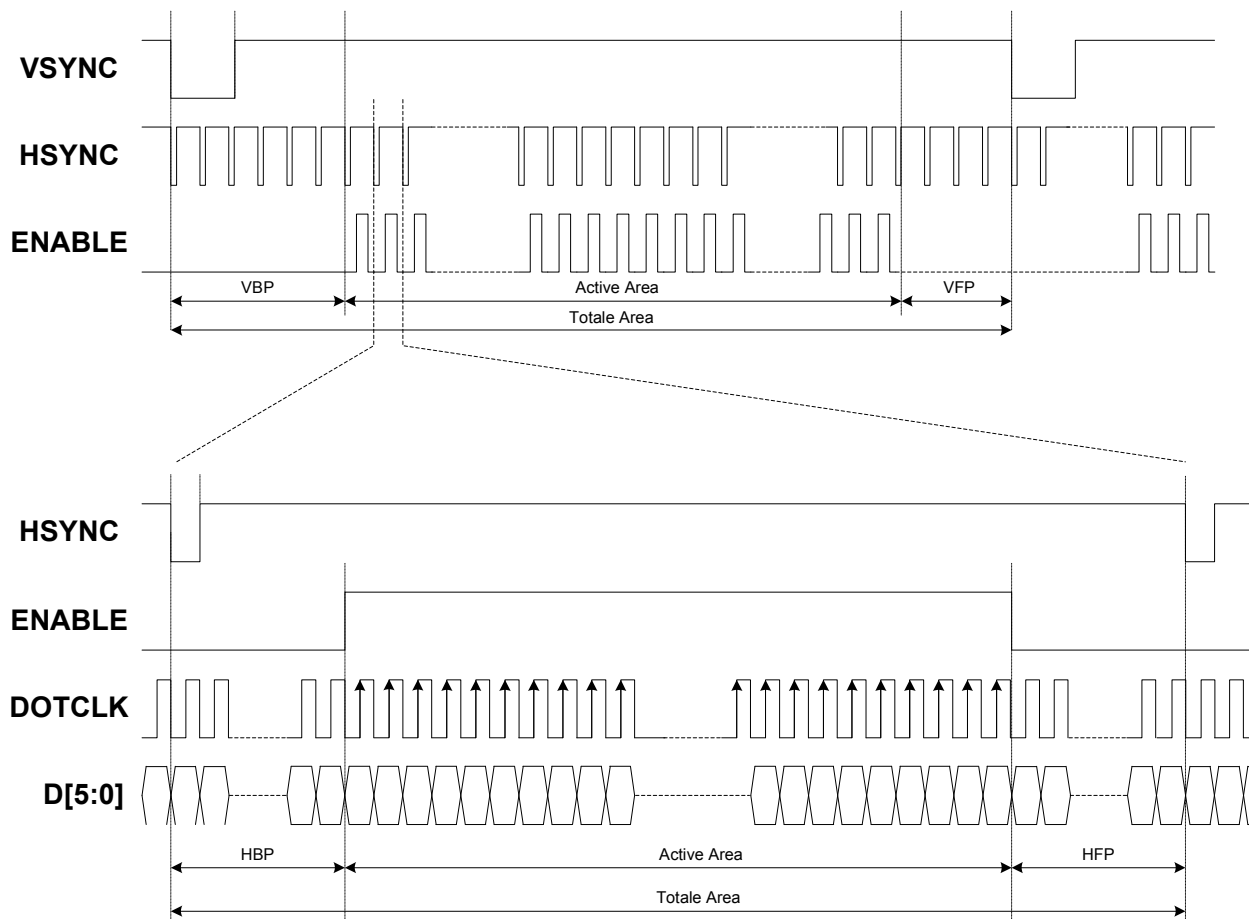 VSYNC
HSYNC
ENABLE
VBP
Active Area
VFP
Totale Area
HSYNC
ENABLE
DOTCLK
D[5:0]
HBP
Active Area
HFP
Totale Area